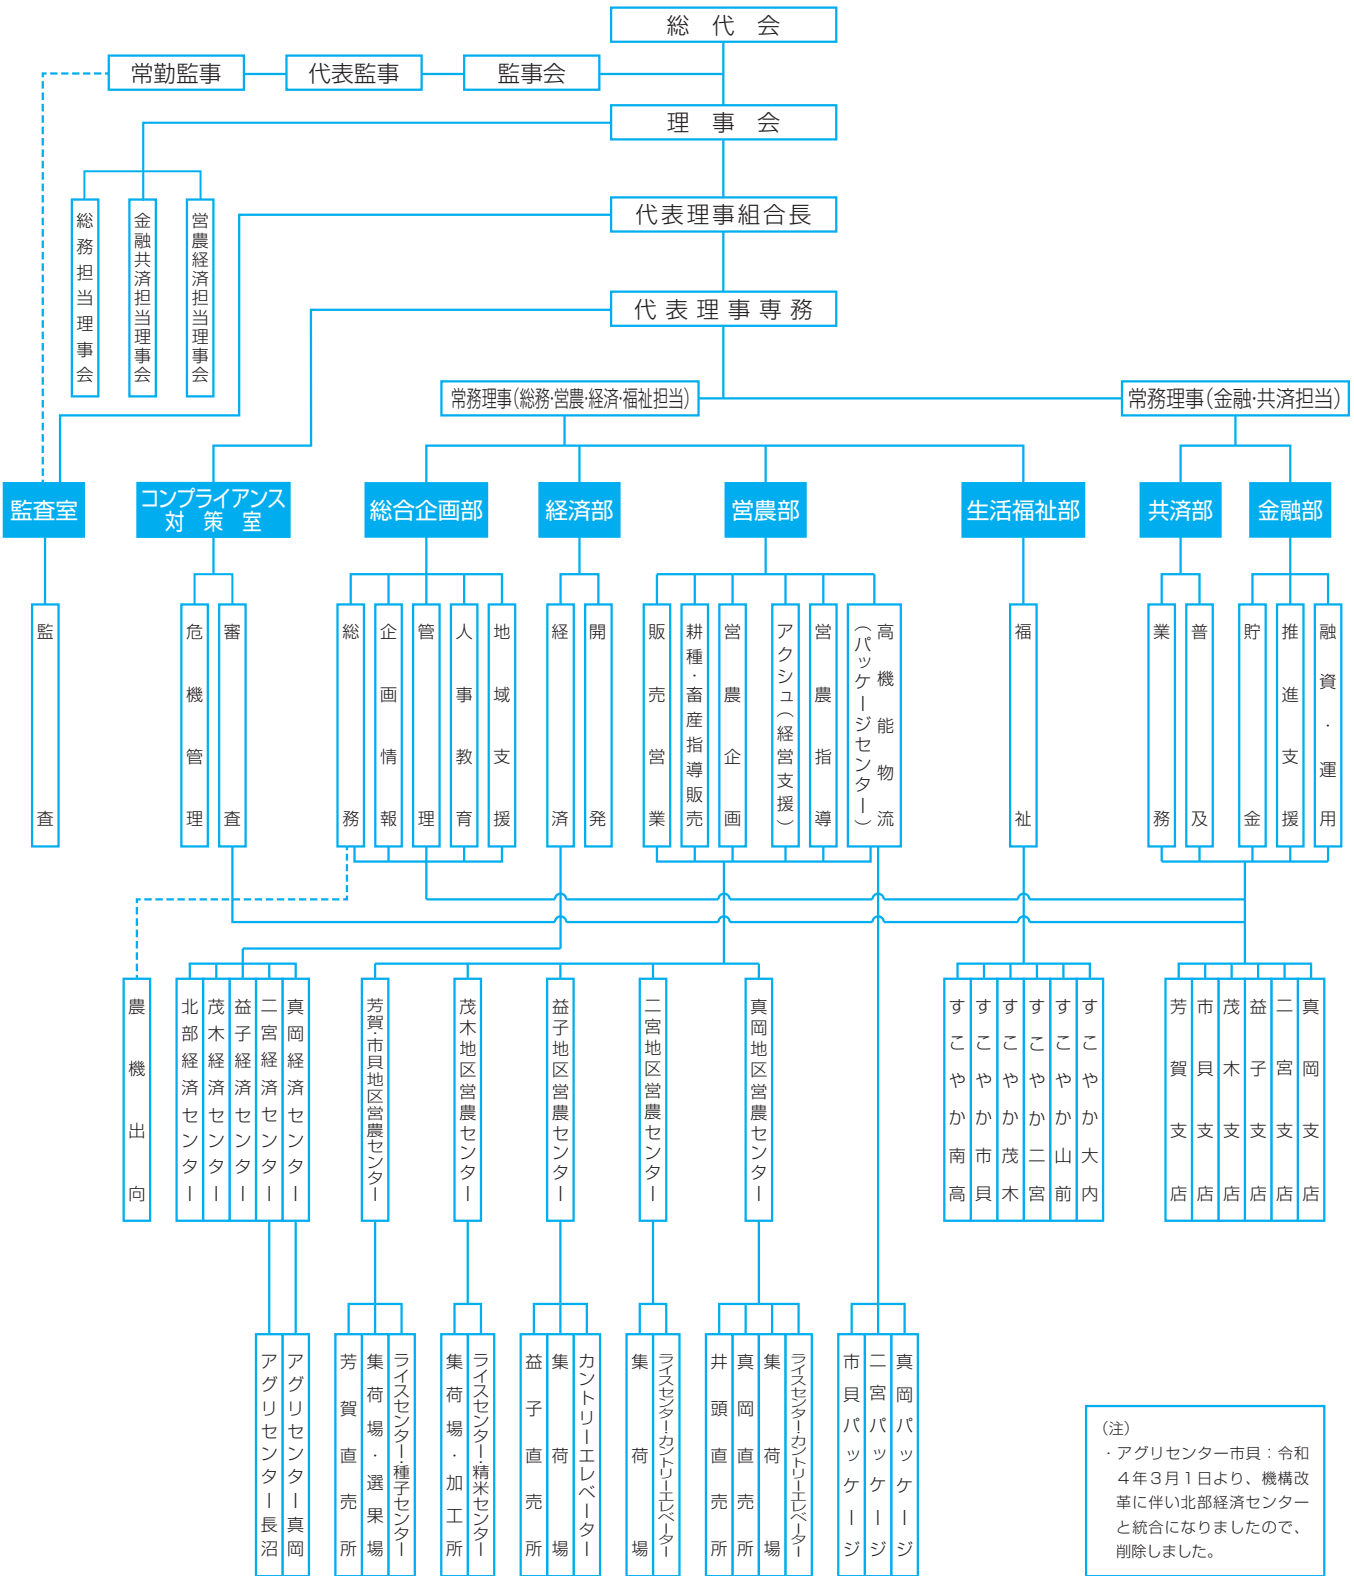 総代会
常勤監事
代表監事
監事会
理事会
総務担当理事会
金融共済担当理事会
営農経済担当理事会
代表理事組合長
代表理事専務
常務理事(総務・営農・経済・福祉担当)
常務理事(金融・共済担当)
監査室
コンプライアンス
対策室
総合企画部
経済部
営農部
生活福祉部
共済部
金融部
監査
危機管理
審査
総務
企画情報
管理
人事教育
地域支援
経済
開発
販売営業
耕種・畜産指導販売
営農企画
アクシュ(経営支援)
営農指導
高機能物流
(パッケージセンター)
福祉
業務
普及
貯金
推進支援
融資・運用
農機出向
北部経済センター
茂木経済センター
益子経済センター
二宮経済センター
真岡経済センター
芳賀・市貝地区営農センター
茂木地区営農センター
益子地区営農センター
二宮地区営農センター
真岡地区営農センター
すこやか南高
すこやか市貝
すこやか茂木
すこやか二宮
すこやか山前
すこやか大内
芳賀支店
市貝支店
茂木支店
益子支店
二宮支店
真岡支店
アグリセンター長沼
アグリセンター真岡
芳賀直売所
集荷場・選果場
ライスセンター・種子センター
集荷場・加工所
ライスセンター・精米センター
益子直売所
集荷場
カントリーエレベーター
集荷場
ライスセンター・カントリーエレベーター
井頭直売所
真岡直売所
集荷場
ライスセンター・カントリーエレベーター
市貝パッケージ
二宮パッケージ
真岡パッケージ
(注)
・アグリセンター市貝：令和
４年３月１日より、機構改
革に伴い北部経済センター
と統合になりましたので、
削除しました。